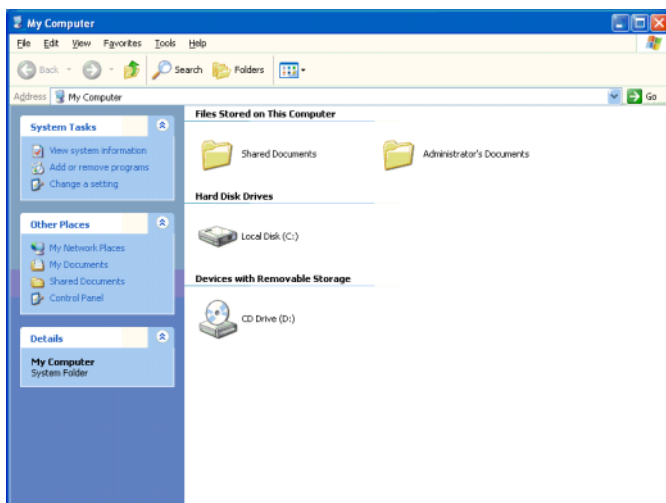 My Computer
File Edit View Favorites Tools Help
Back Search Folders
Address My Computer Go
System Tasks
View system information
Add or remove programs
Change a setting
Other Places
My Network Places
My Documents
Shared Documents
Control Panel
Details
My Computer
System Folder
Files Stored on This Computer
Shared Documents Administrator's Documents
Hard Disk Drives
Local Disk (C:)
Devices with Removable Storage
CD Drive (D:)